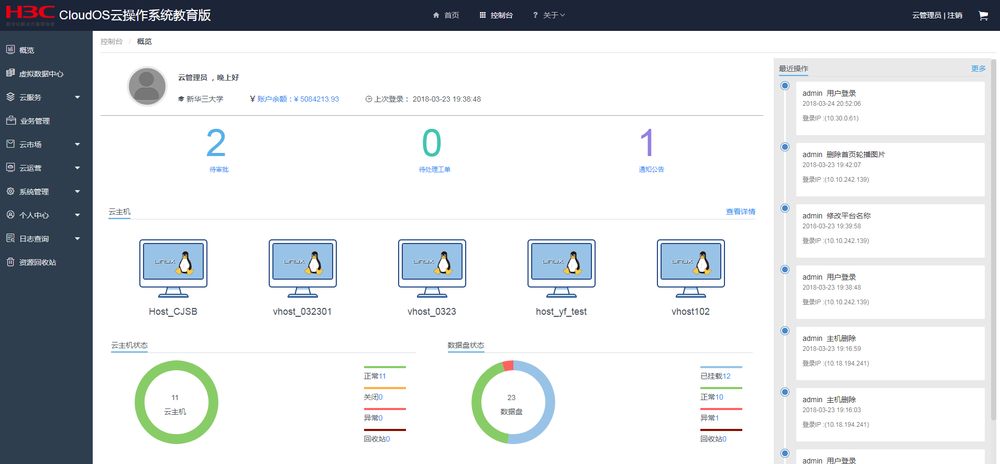 H3C
数字化解决方案领导者
CloudOS云操作系统教育版
首页
控制台
? 关于
云管理员 | 注销
概览
虚拟数据中心
云服务
业务管理
云市场
云运营
系统管理
个人中心
日志查询
资源回收站
控制台 / 概览
云管理员 ，晚上好
新华三大学
¥ 账户余额：¥ 5084213.93
上次登录： 2018-03-23 19:38:48
2
待审批
0
待处理工单
1
通知公告
云主机
查看详情
LINUX
LINUX
LINUX
LINUX
LINUX
Host_CJSB
vhost_032301
vhost_0323
host_yf_test
vhost102
云主机状态
11
云主机
正常11
关闭0
异常0
回收站0
数据盘状态
23
数据盘
已挂载12
正常10
异常1
回收站0
最近操作
更多
admin 用户登录
2018-03-24 20:52:06
登录IP :(10.30.0.61)
admin 删除首页轮播图片
2018-03-23 19:42:07
登录IP :(10.10.242.139)
admin 修改平台名称
2018-03-23 19:39:58
登录IP :(10.10.242.139)
admin 用户登录
2018-03-23 19:38:48
登录IP :(10.10.242.139)
admin 主机删除
2018-03-23 19:16:59
登录IP :(10.18.194.241)
admin 主机删除
2018-03-23 19:16:03
登录IP :(10.18.194.241)
admin 用户登录